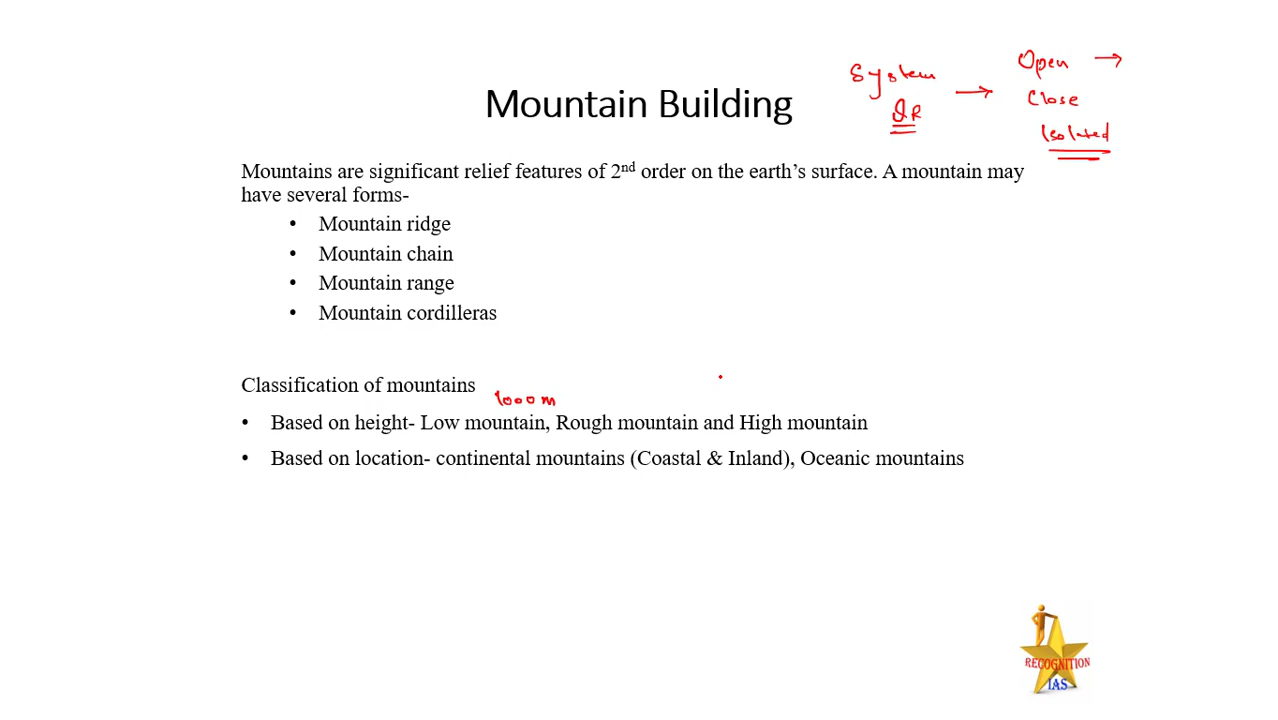 System → Open →
QR Close
Isolated
Mountain Building
Mountains are significant relief features of 2nd order on the earth's surface. A mountain may
have several forms-
• Mountain ridge
• Mountain chain
• Mountain range
• Mountain cordilleras
Classification of mountains
1000 m
• Based on height- Low mountain, Rough mountain and High mountain
• Based on location- continental mountains (Coastal & Inland), Oceanic mountains
RECOGNITION
IAS